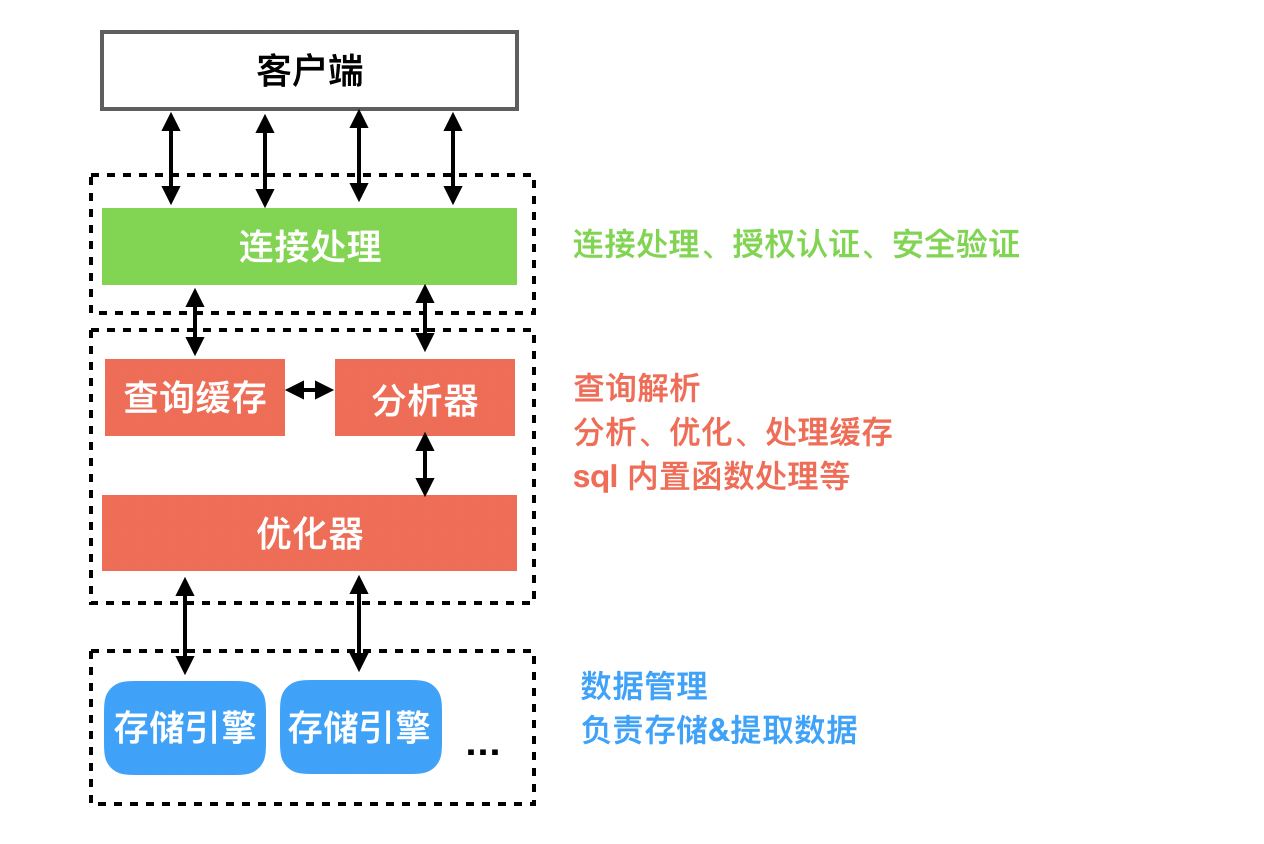 客户端
连接处理
连接处理、授权认证、安全验证
查询缓存
分析器
查询解析
分析、优化、处理缓存
sql 内置函数处理等
优化器
存储引擎
存储引擎
...
数据管理
负责存储&提取数据